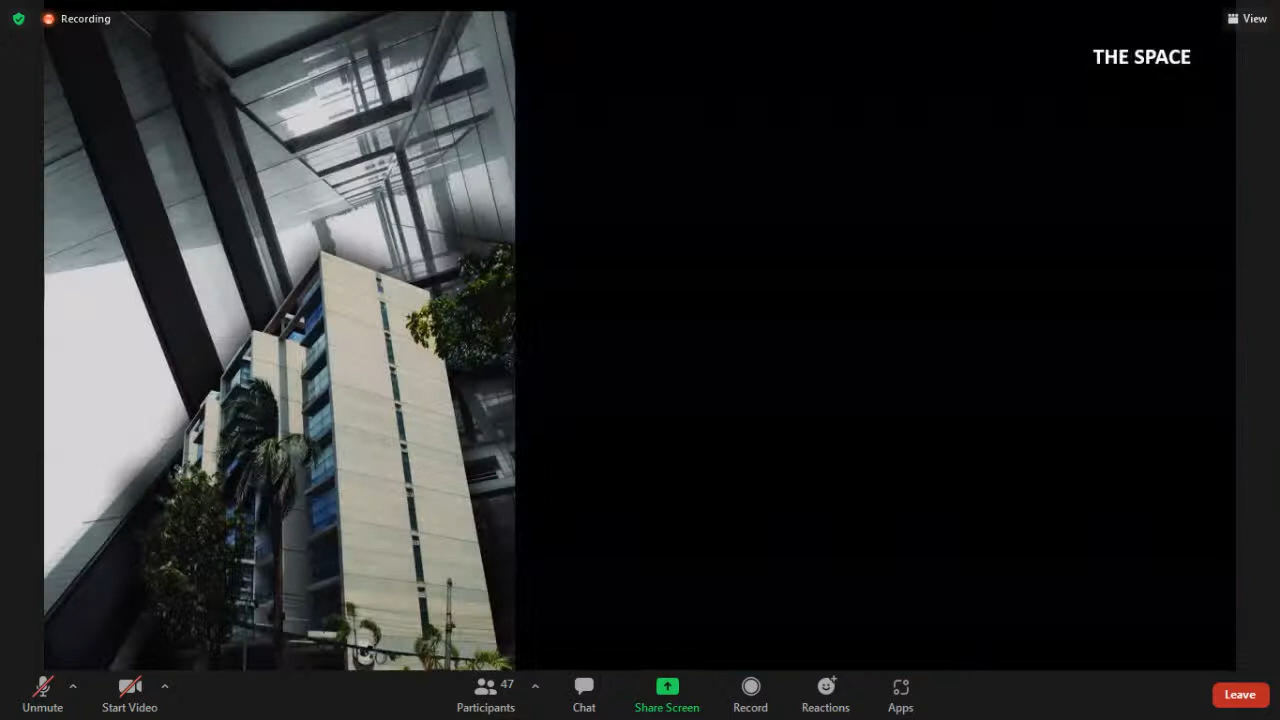 Recording
View
THE SPACE
Unmute
Start Video
47
Participants
Chat
Share Screen
Record
Reactions
Apps
Leave